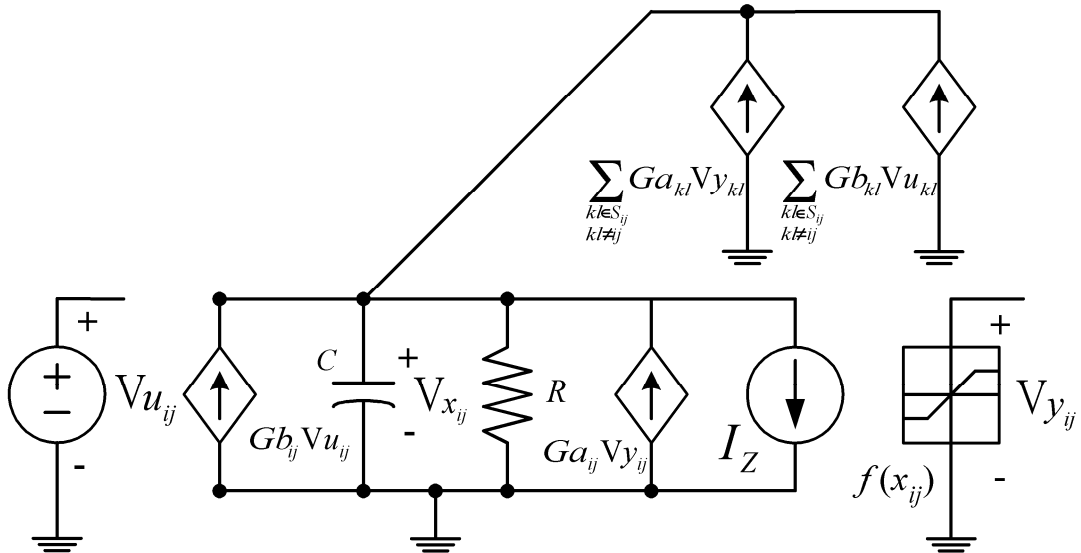 ∑ Ga_kl Vy_kl
kl∈S_ij
kl≠ij
∑ Gb_kl Vu_kl
kl∈S_ij
kl≠ij
+
-
Vu_ij
+
-
Gb_ij Vu_ij
C
+
Vx_ij
-
R
Ga_ij Vy_ij
I_Z
f(x_ij)
+
Vy_ij
-